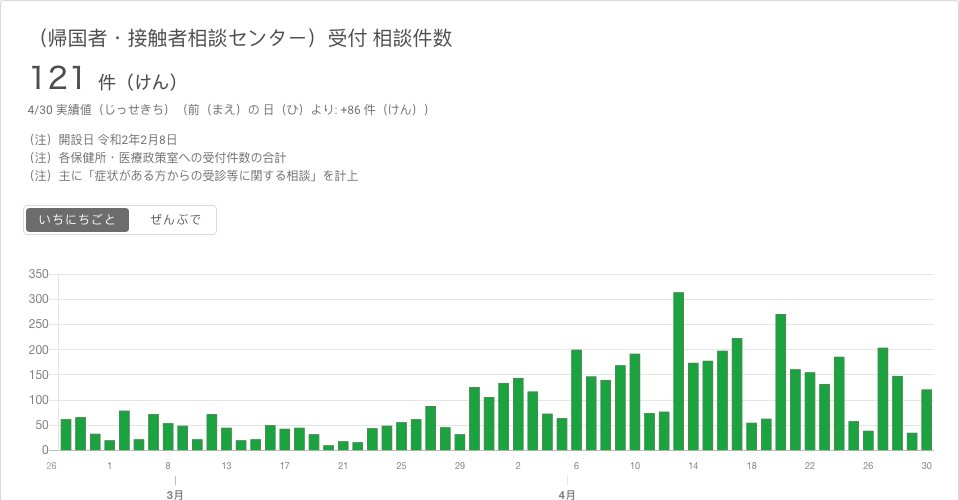 （帰国者・接触者相談センター）受付 相談件数
121 件（けん）
4/30 実績値（じっせきち）（前（まえ）の 日（ひ）より: +86 件（けん））
（注）開設日 令和2年2月8日
（注）各保健所・医療政策室への受付件数の合計
（注）主に「症状がある方からの受診等に関する相談」を計上
いちにちごと ぜんぶで
350
300
250
200
150
100
50
0
26 1 8 13 17 21 25 29 2 6 10 14 18 22 26 30
3月 4月